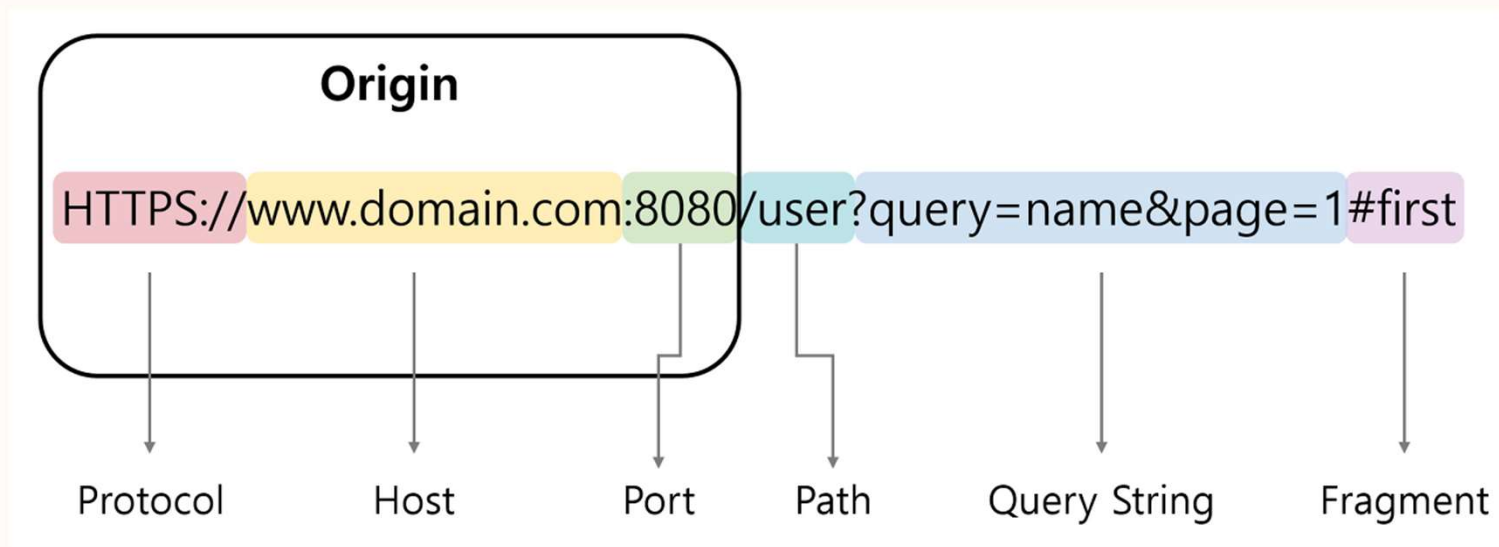 Origin
HTTPS://www.domain.com:8080/user?query=name&page=1#first
Protocol Host Port Path Query String Fragment